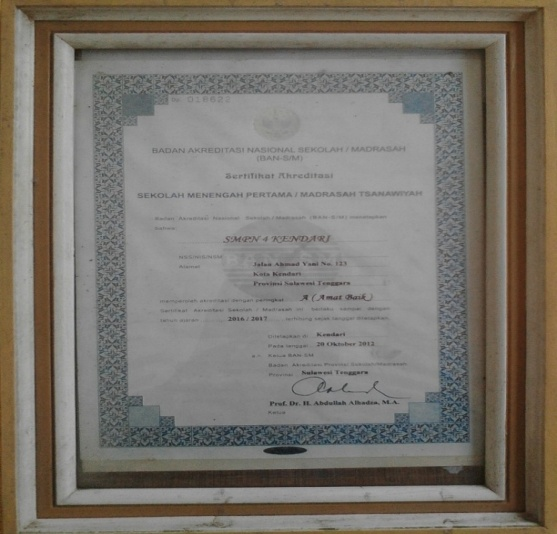 No. 016622
BADAN AKREDITASI NASIONAL SEKOLAH / MADRASAH
(BAN-S/M)
Sertifikat Akreditasi
SEKOLAH MENENGAH PERTAMA / MADRASAH TSANAWIYAH
Badan Akreditasi Nasional Sekolah / Madrasah (BAN-S/M) menetapkan
bahwa:
SMPN 4 KENDARI
Alamat
Jalan Ahmad Yani No. 123
Kota Kendari
Provinsi Sulawesi Tenggara
memperoleh akreditasi dengan peringkat A ( Amat Baik )
Sertifikat akreditasi Sekolah / Madrasah ini berlaku sampai dengan
tahun ajaran 2016 / 2017 terhitung sejak tanggal ditetapkan.
Ditetapkan di Kendari
Pada tanggal 20 Oktober 2012
a.n. Ketua BAN-S/M
Badan Akreditasi Provinsi Sekolah/Madrasah
Provinsi Sulawesi Tenggara
Prof. Dr. H. Abdullah Alhadza, M.A.
Ketua